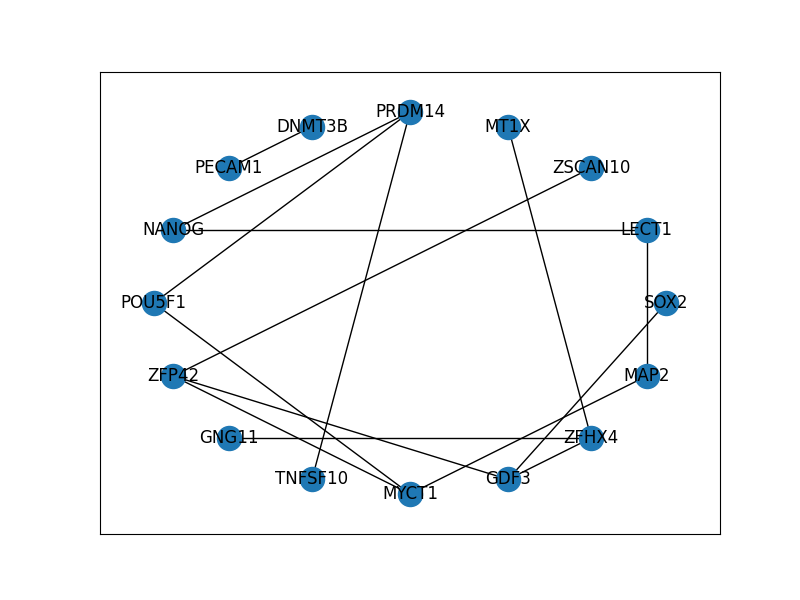 PRDM14
DNMT3B
MT1X
PECAM1
ZSCAN10
NANOG
LECT1
POU5F1
SOX2
ZFP42
MAP2
GNG11
ZFHX4
TNFSF10
GDF3
MYCT1